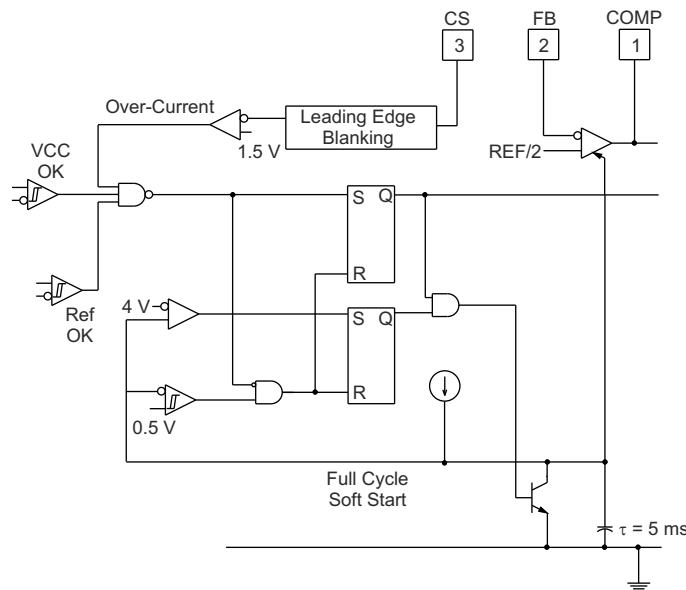 CS
FB
COMP
3
2
1
Over-Current
Leading Edge
Blanking
1.5 V
REF/2
VCC
OK
S
Q
R
Ref
OK
4 V
S
Q
R
0.5 V
Full Cycle
Soft Start
τ = 5 ms